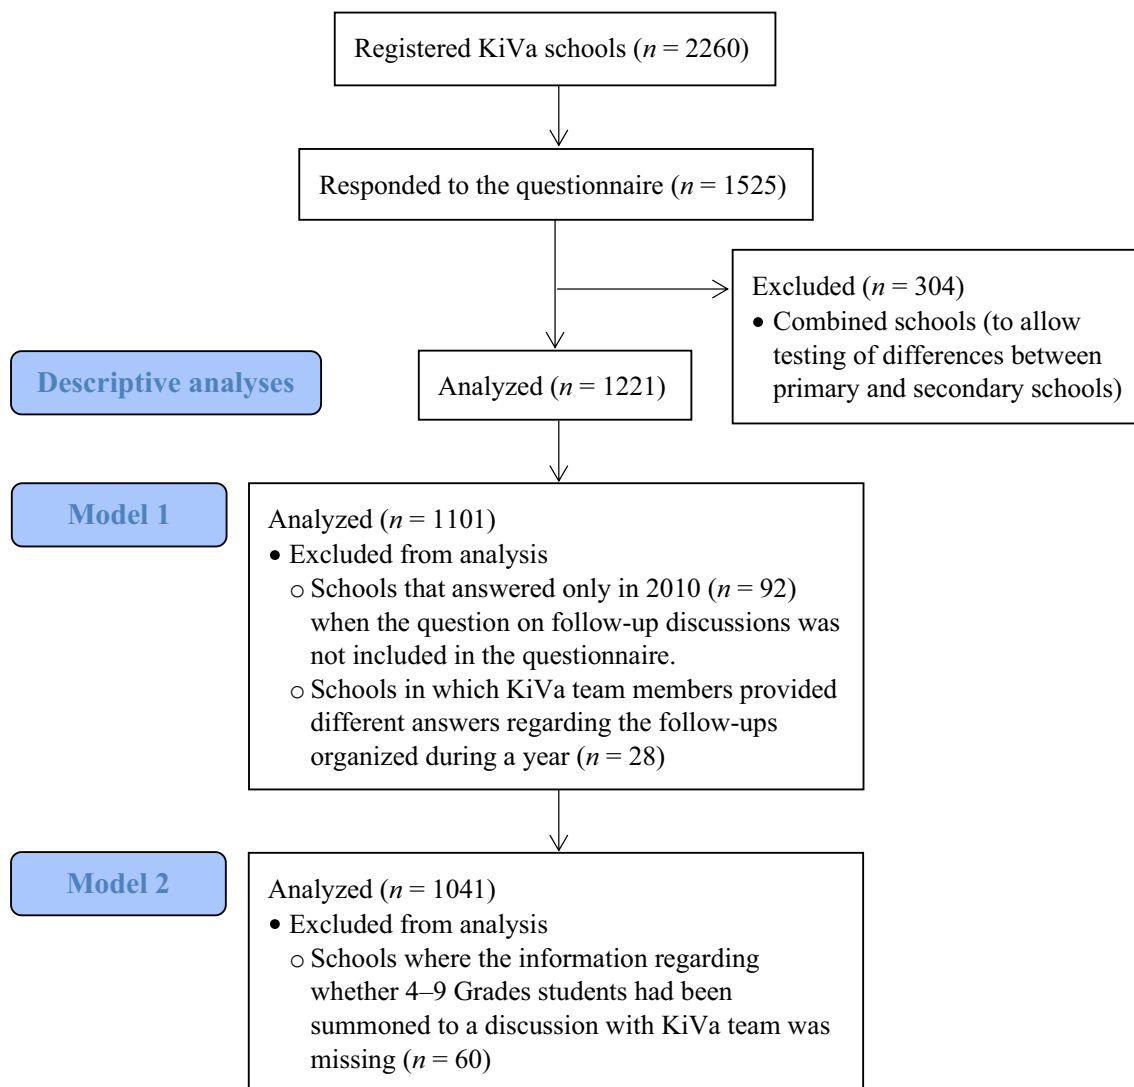 Registered KiVa schools (n = 2260)
Responded to the questionnaire (n = 1525)
Excluded (n = 304)
• Combined schools (to allow
testing of differences between
primary and secondary schools)
Descriptive analyses
Analyzed (n = 1221)
Model 1
Analyzed (n = 1101)
• Excluded from analysis
○ Schools that answered only in 2010 (n = 92)
when the question on follow-up discussions was
not included in the questionnaire.
○ Schools in which KiVa team members provided
different answers regarding the follow-ups
organized during a year (n = 28)
Model 2
Analyzed (n = 1041)
• Excluded from analysis
○ Schools where the information regarding
whether 4–9 Grades students had been
summoned to a discussion with KiVa team was
missing (n = 60)